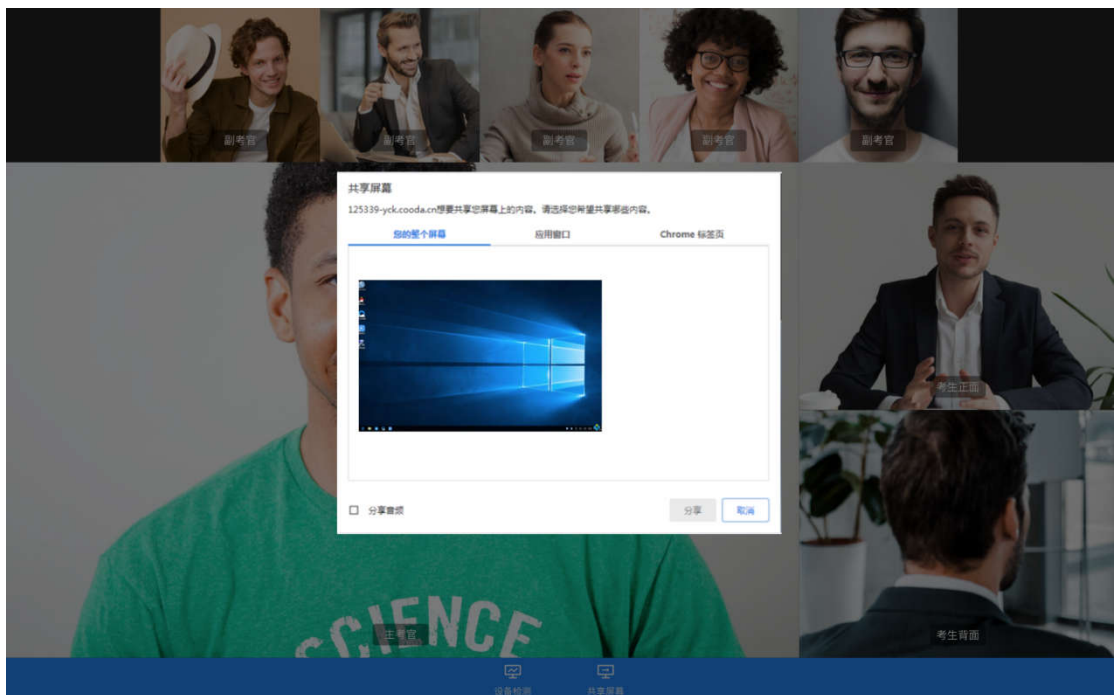 副考官
副考官
副考官
副考官
副考官
共享屏幕
125339-yck.cooda.cn想要共享您屏幕上的内容。请选择您希望共享哪些内容。
您的整个屏幕
应用窗口
Chrome 标签页
分享音频
分享
取消
考生正面
SCIENCE
主考官
考生背面
设备检测
共享屏幕